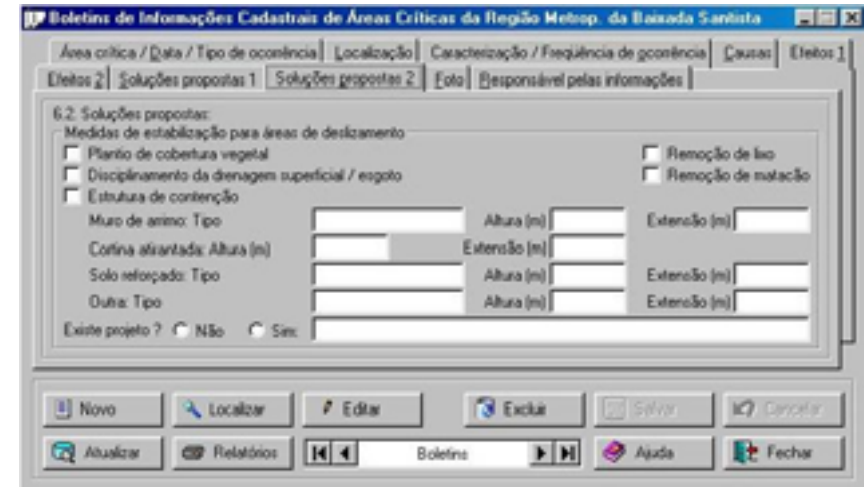 Boletins de Informações Cadastrais de Áreas Críticas da Região Metrop. da Baixada Santista
Área crítica / Data / Tipo de ocorrência Localização Caracterização / Freqüência de ocorrência Causas Efeitos 1
Efeitos 2 Soluções propostas 1 Soluções propostas 2 Foto Responsável pelas informações
6.2. Soluções propostas:
Medidas de estabilização para áreas de deslizamento
Plantio de cobertura vegetal Remoção de lixo
Disciplinamento da drenagem superficial / esgoto Remoção de matacão
Estrutura de contenção
Muro de arrimo: Tipo Altura (m) Extensão (m)
Cortina atirantada: Altura (m) Extensão (m)
Solo reforçado: Tipo Altura (m) Extensão (m)
Outra: Tipo Altura (m) Extensão (m)
Existe projeto ? Não Sim:
Novo Localizar Editar Excluir Salvar Cancelar
Atualizar Relatórios Boletins Ajuda Fechar